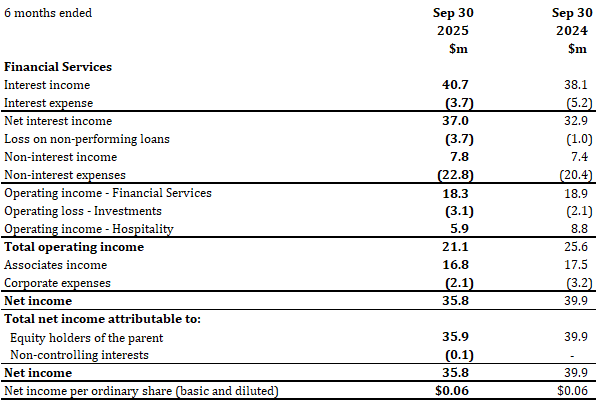 6 months ended Sep 30 Sep 30
2025 2024
$m $m
Financial Services
Interest income 40.7 38.1
Interest expense (3.7) (5.2)
Net interest income 37.0 32.9
Loss on non-performing loans (3.7) (1.0)
Non-interest income 7.8 7.4
Non-interest expenses (22.8) (20.4)
Operating income - Financial Services 18.3 18.9
Operating loss - Investments (3.1) (2.1)
Operating income - Hospitality 5.9 8.8
Total operating income 21.1 25.6
Associates income 16.8 17.5
Corporate expenses (2.1) (3.2)
Net income 35.8 39.9
Total net income attributable to:
Equity holders of the parent 35.9 39.9
Non-controlling interests (0.1) -
Net income 35.8 39.9
Net income per ordinary share (basic and diluted) $0.06 $0.06